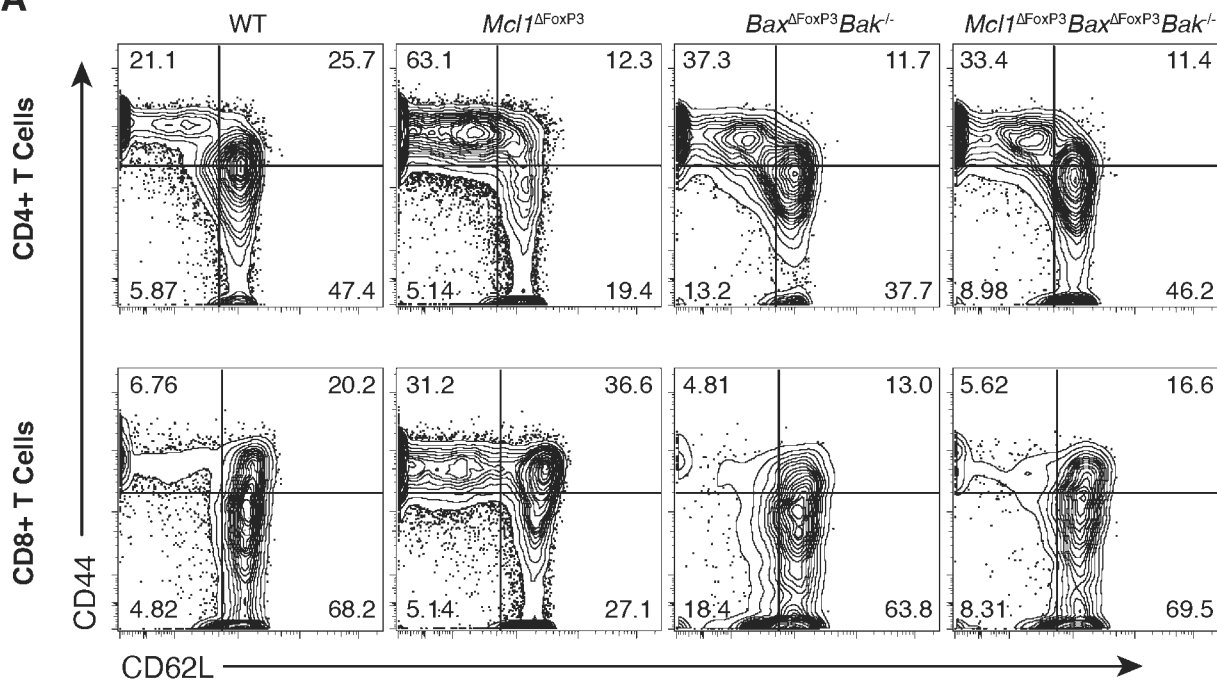 A
WT
Mcl1ΔFoxP3
BaxΔFoxP3Bak-/-
Mcl1ΔFoxP3BaxΔFoxP3Bak-/-
CD4+ T Cells
21.1 25.7
5.87 47.4
63.1 12.3
5.14 19.4
37.3 11.7
13.2 37.7
33.4 11.4
8.98 46.2
CD8+ T Cells
6.76 20.2
4.82 68.2
31.2 36.6
5.14 27.1
4.81 13.0
18.4 63.8
5.62 16.6
8.31 69.5
CD44
CD62L